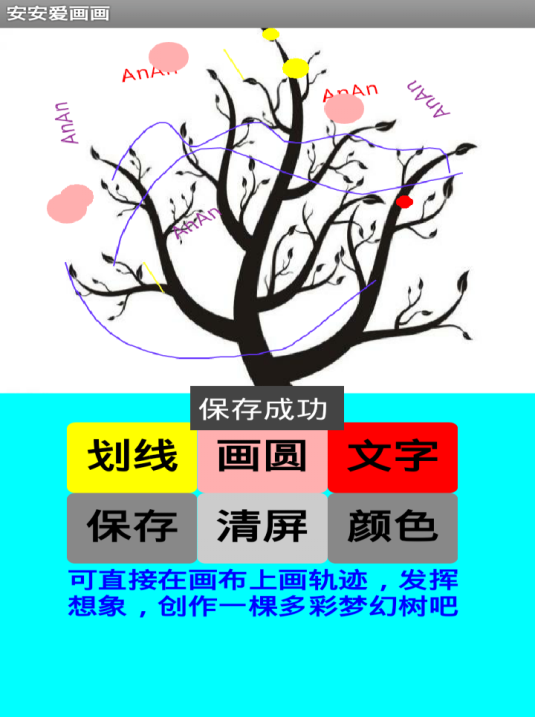 安安爱画画
AnAn
AnAn
AnAn
AnAn
AnAn
保存成功
划线 画圆 文字
保存 清屏 颜色
可直接在画布上画轨迹，发挥
想象，创作一棵多彩梦幻树吧